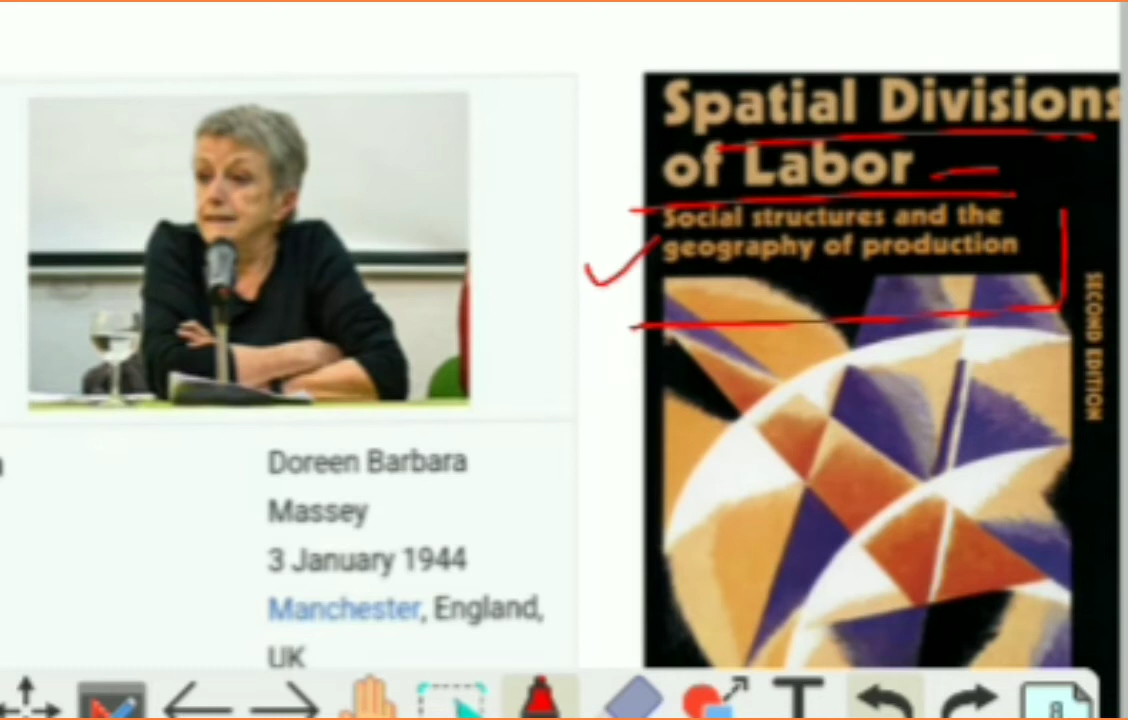 Doreen Barbara
Massey
3 January 1944
Manchester, England,
UK
Spatial Divisions
of Labor
Social structures and the
geography of production
SECOND EDITION